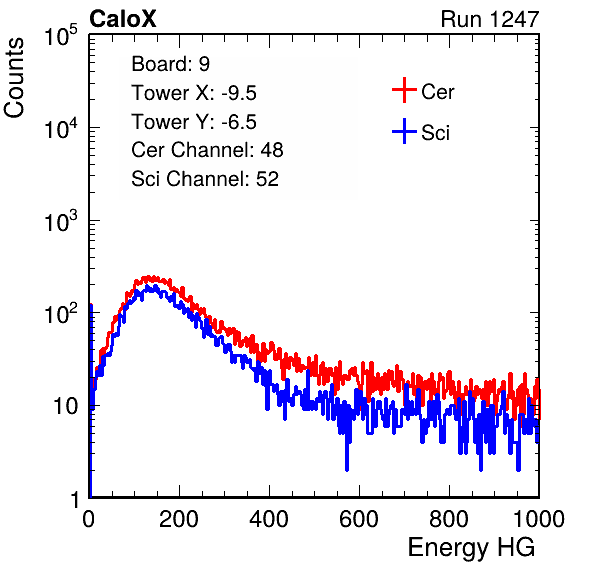 CaloX
Run 1247
Counts
10^5
10^4
10^3
10^2
10
1
Board: 9
Tower X: -9.5
Tower Y: -6.5
Cer Channel: 48
Sci Channel: 52
Cer
Sci
0 200 400 600 800 1000
Energy HG